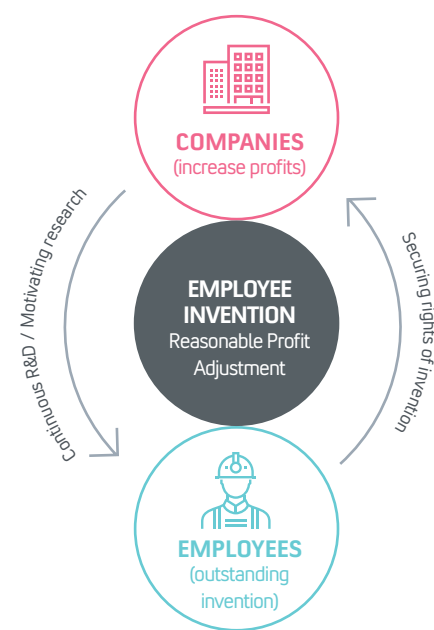 COMPANIES
(increase profits)
Continuous R&D / Motivating research
Securing rights of invention
EMPLOYEE
INVENTION
Reasonable Profit
Adjustment
EMPLOYEES
(outstanding
invention)